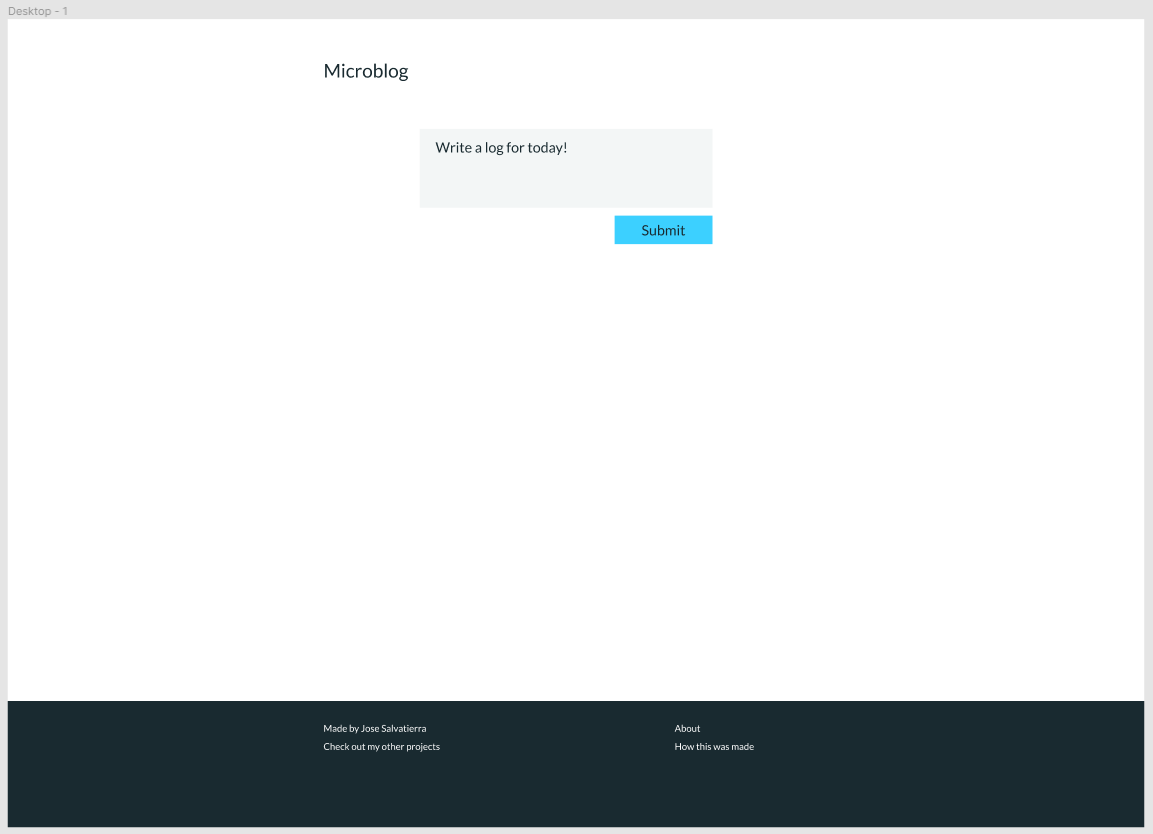 Desktop - 1
Microblog
Write a log for today!
Submit
Made by Jose Salvatierra
About
Check out my other projects
How this was made